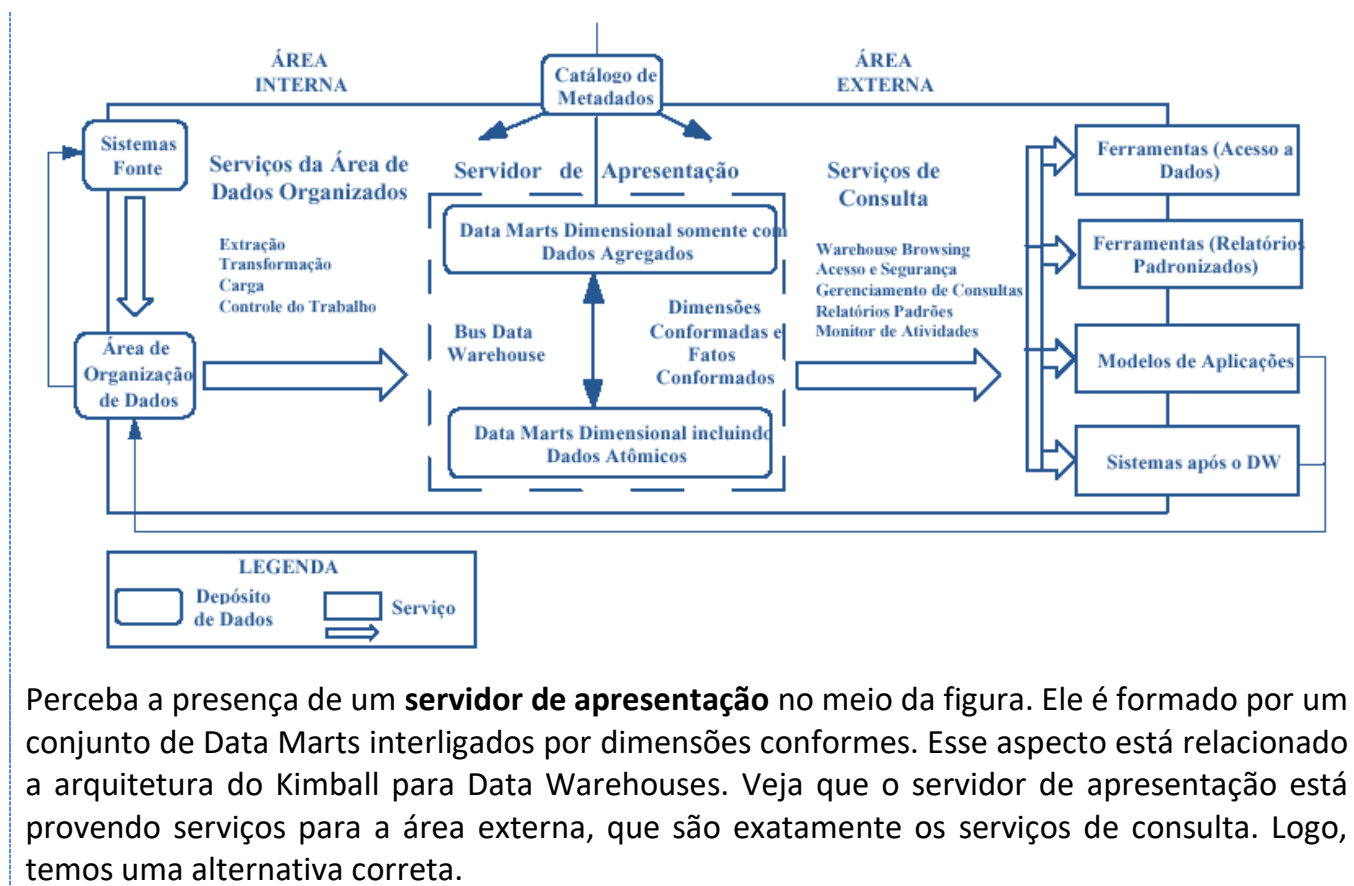 ÁREA
INTERNA
Catálogo de
Metadados
ÁREA
EXTERNA
Sistemas
Fonte
Serviços da Área de
Dados Organizados
Extração
Transformação
Carga
Controle do Trabalho
Área de
Organização
de Dados
Servidor de Apresentação
Data Marts Dimensional somente com
Dados Agregados
Bus Data
Warehouse
Dimensões
Conformadas e
Fatos
Conformados
Data Marts Dimensional incluindo
Dados Atômicos
Serviços de
Consulta
Warehouse Browsing
Acesso e Segurança
Gerenciamento de Consultas
Relatórios Padrões
Monitor de Atividades
Ferramentas (Acesso a
Dados)
Ferramentas (Relatórios
Padronizados)
Modelos de Aplicações
Sistemas após o DW
LEGENDA
Depósito
de Dados
Serviço
Perceba a presença de um servidor de apresentação no meio da figura. Ele é formado por um
conjunto de Data Marts interligados por dimensões conformes. Esse aspecto está relacionado
a arquitetura do Kimball para Data Warehouses. Veja que o servidor de apresentação está
provendo serviços para a área externa, que são exatamente os serviços de consulta. Logo,
temos uma alternativa correta.